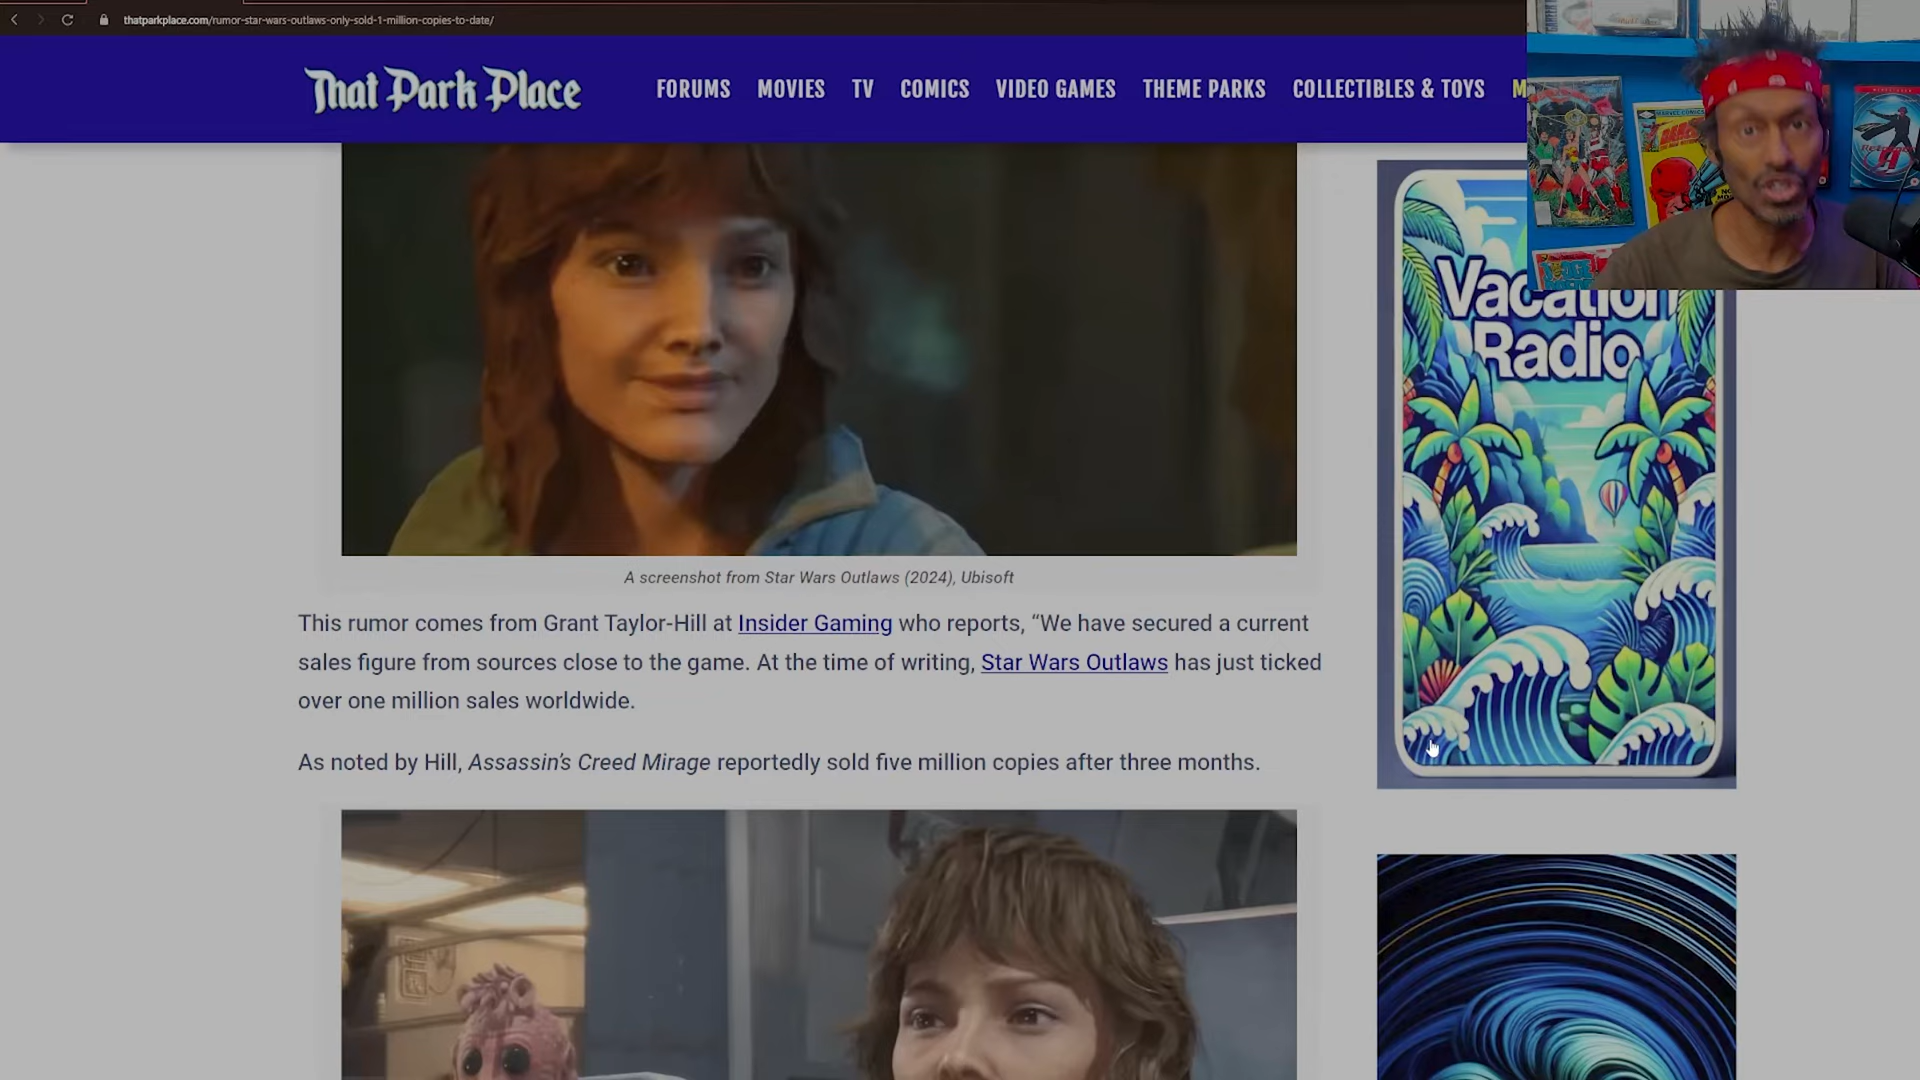 thatparkplace.com/rumor-star-wars-outlaws-only-sold-1-million-copies-to-date/
That Park Place
FORUMS MOVIES TV COMICS VIDEO GAMES THEME PARKS COLLECTIBLES & TOYS
Vacation
Radio
A screenshot from Star Wars Outlaws (2024), Ubisoft
This rumor comes from Grant Taylor-Hill at Insider Gaming who reports, “We have secured a current
sales figure from sources close to the game. At the time of writing, Star Wars Outlaws has just ticked
over one million sales worldwide.
As noted by Hill, Assassin’s Creed Mirage reportedly sold five million copies after three months.